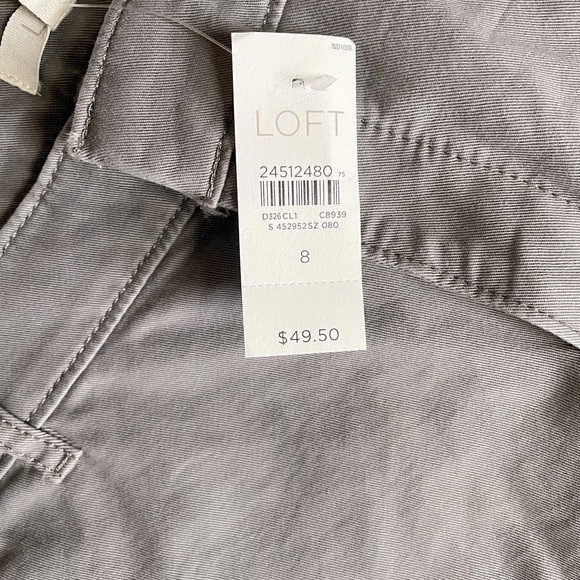 IND1006
LOFT
24512480 75
D326CL1 C8939
S 452952SZ 080
8
$49.50